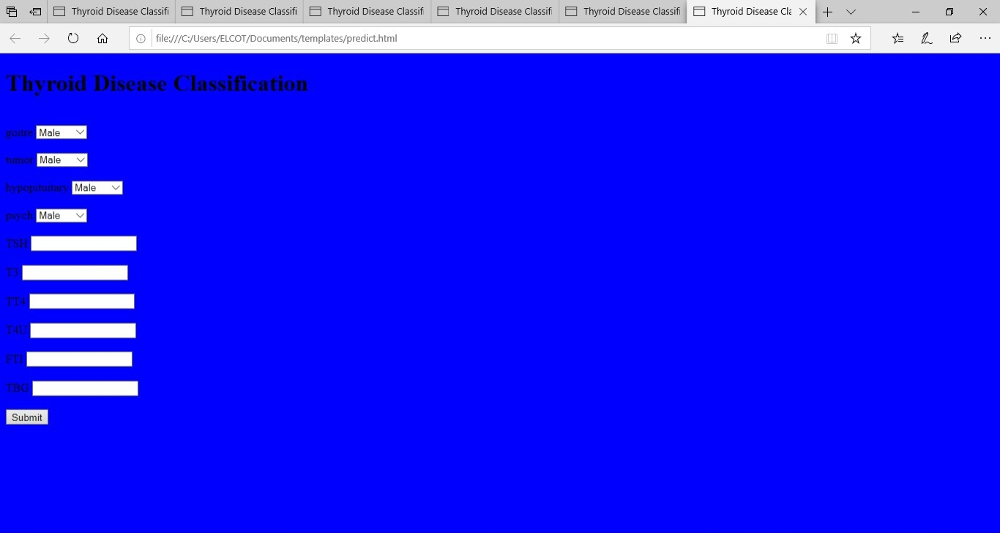 Thyroid Disease Classifi Thyroid Disease Classifi Thyroid Disease Classifi Thyroid Disease Classifi Thyroid Disease Classifi Thyroid Disease Cla
file:///C:/Users/ELCOT/Documents/templates/predict.html
Thyroid Disease Classification
goitre Male
tumor Male
hypopituitary Male
psych Male
TSH
T3
TT4
T4U
FTI
TBG
Submit